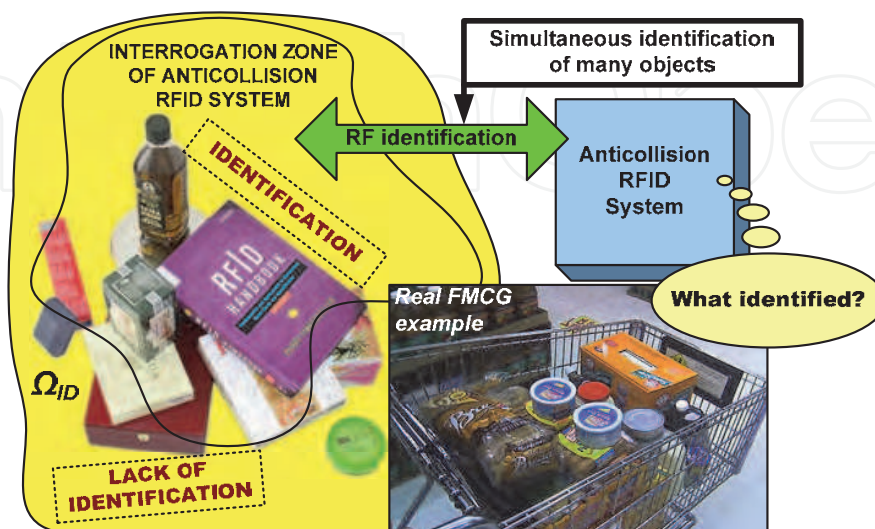 INTERROGATION ZONE
OF ANTICOLLISION
RFID SYSTEM
Simultaneous identification
of many objects
RF identification
Anticollision
RFID
System
IDENTIFICATION
RFID
HANDBOOK
What identified?
Real FMCG
example
Ω_ID
LACK OF
IDENTIFICATION